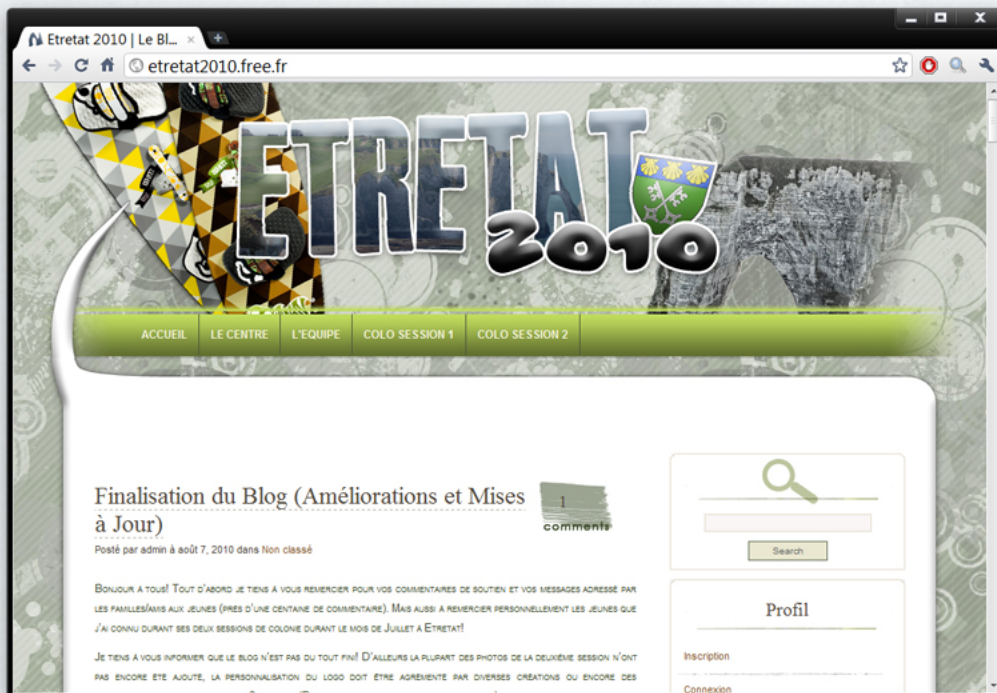 Etretat 2010 | Le Bl...
etretat2010.free.fr
ETRETAT
2010
ACCUEIL LE CENTRE L'EQUIPE COLO SESSION 1 COLO SESSION 2
Finalisation du Blog (Améliorations et Mises
à Jour)
1
comments
Posté par admin à août 7, 2010 dans Non classé
Bonjour à tous! Tout d'abord je tiens à vous remercier pour vos commentaires de soutien et vos messages adressé par
les familles/amis aux jeunes (près d'une centaine de commentaire). Mais aussi à remercier personnellement les jeunes que
j'ai connu durant ses deux sessions de colonie durant le mois de Juillet à Etretat!
Je tiens à vous informer que le blog n'est pas du tout fini! D'ailleurs la plupart des photos de la deuxième session n'ont
pas encore été ajouté, la personnalisation du logo doit être agrémenté par diverses créations ou encore des
Search
Profil
Inscription
Connexion